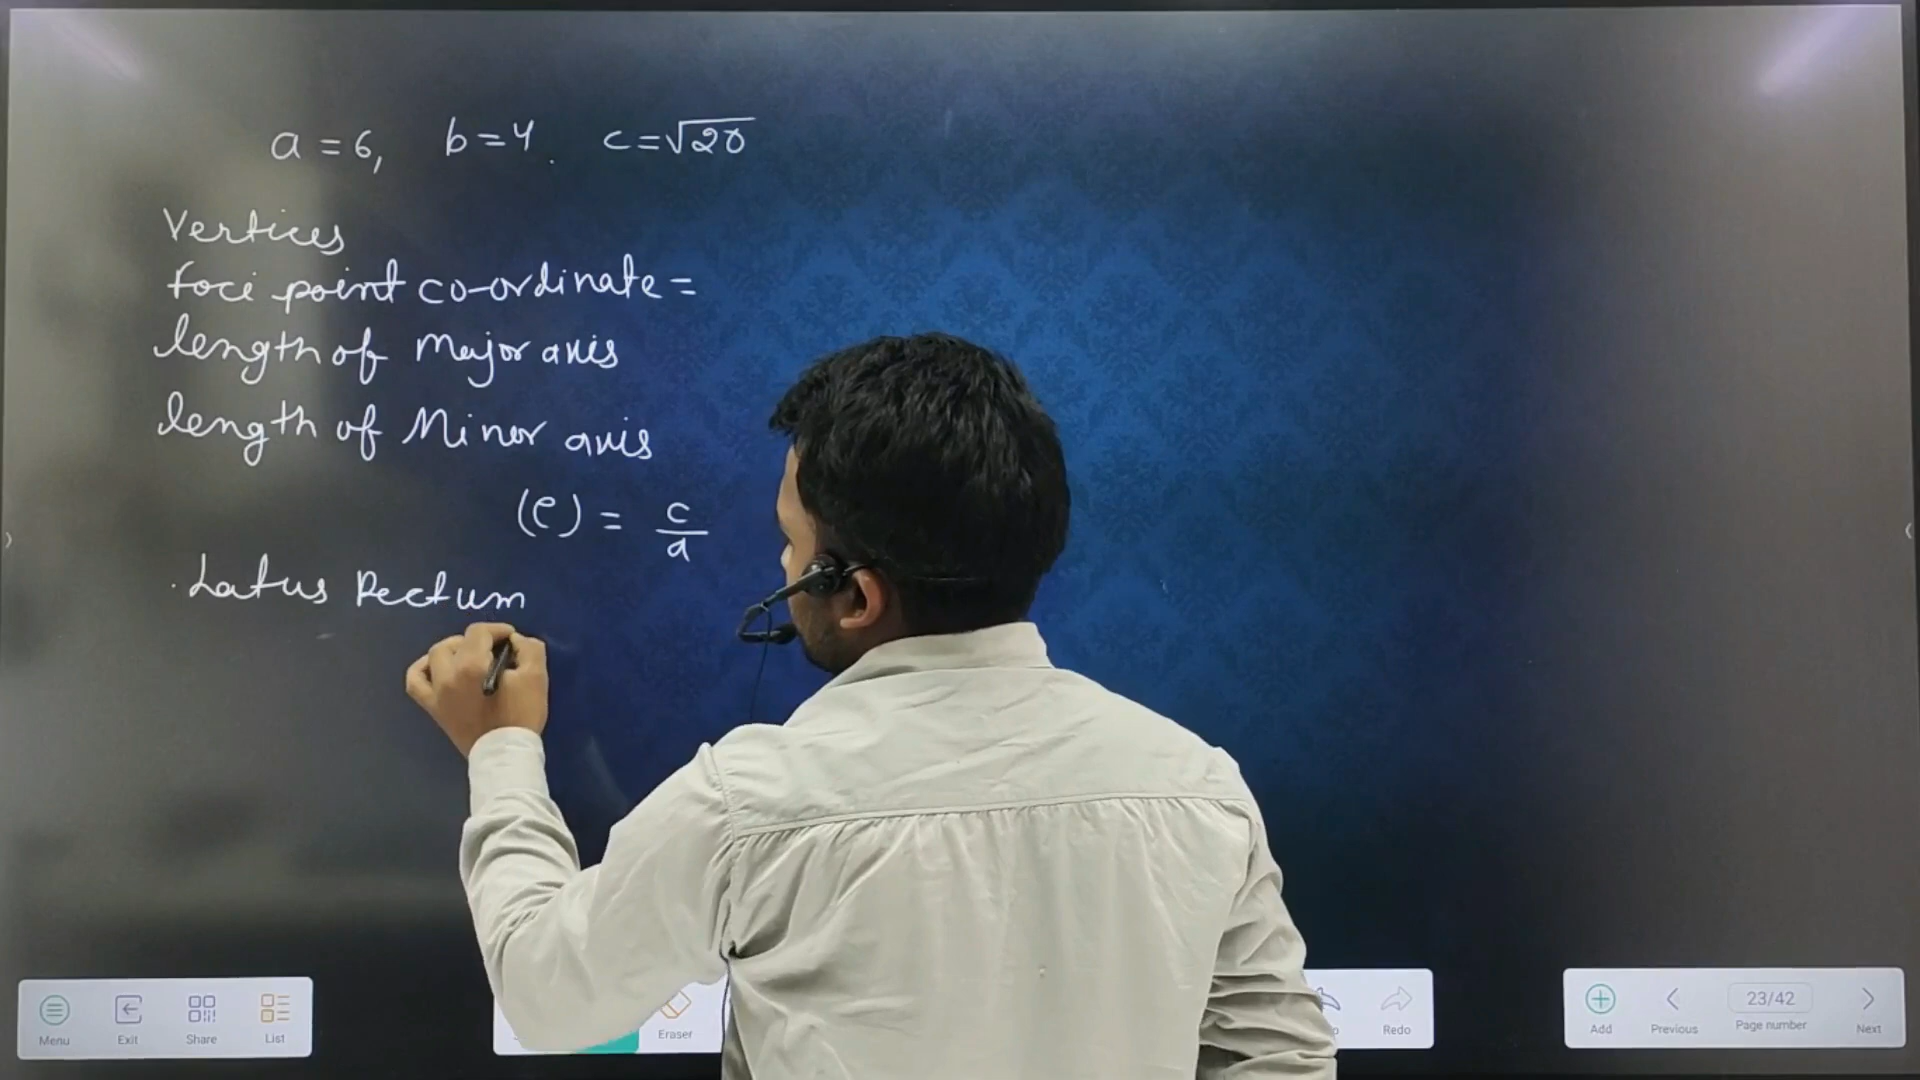 a = 6, b = 4. c = √20
Vertices
foci point co-ordinate =
length of Major axis
length of Minor axis
(e) = c/a
. Latus Rectum
Menu
Exit
Share
List
Eraser
Redo
Add
Previous
23/42
Page number
Next